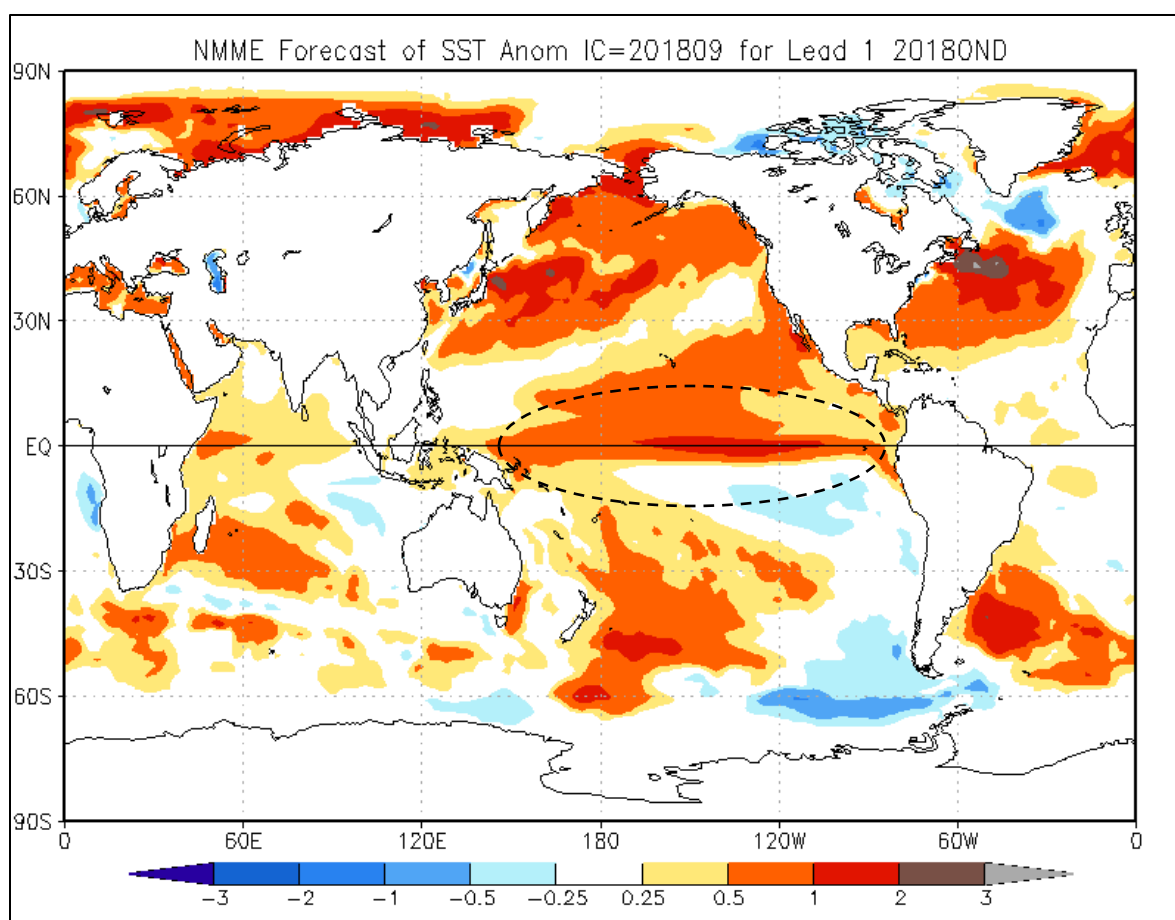 NMME Forecast of SST Anom IC=201809 for Lead 1 2018OND
90N
60N
30N
EQ
30S
60S
90S
0 60E 120E 180 120W 60W 0
-3 -2 -1 -0.5 -0.25 0.25 0.5 1 2 3